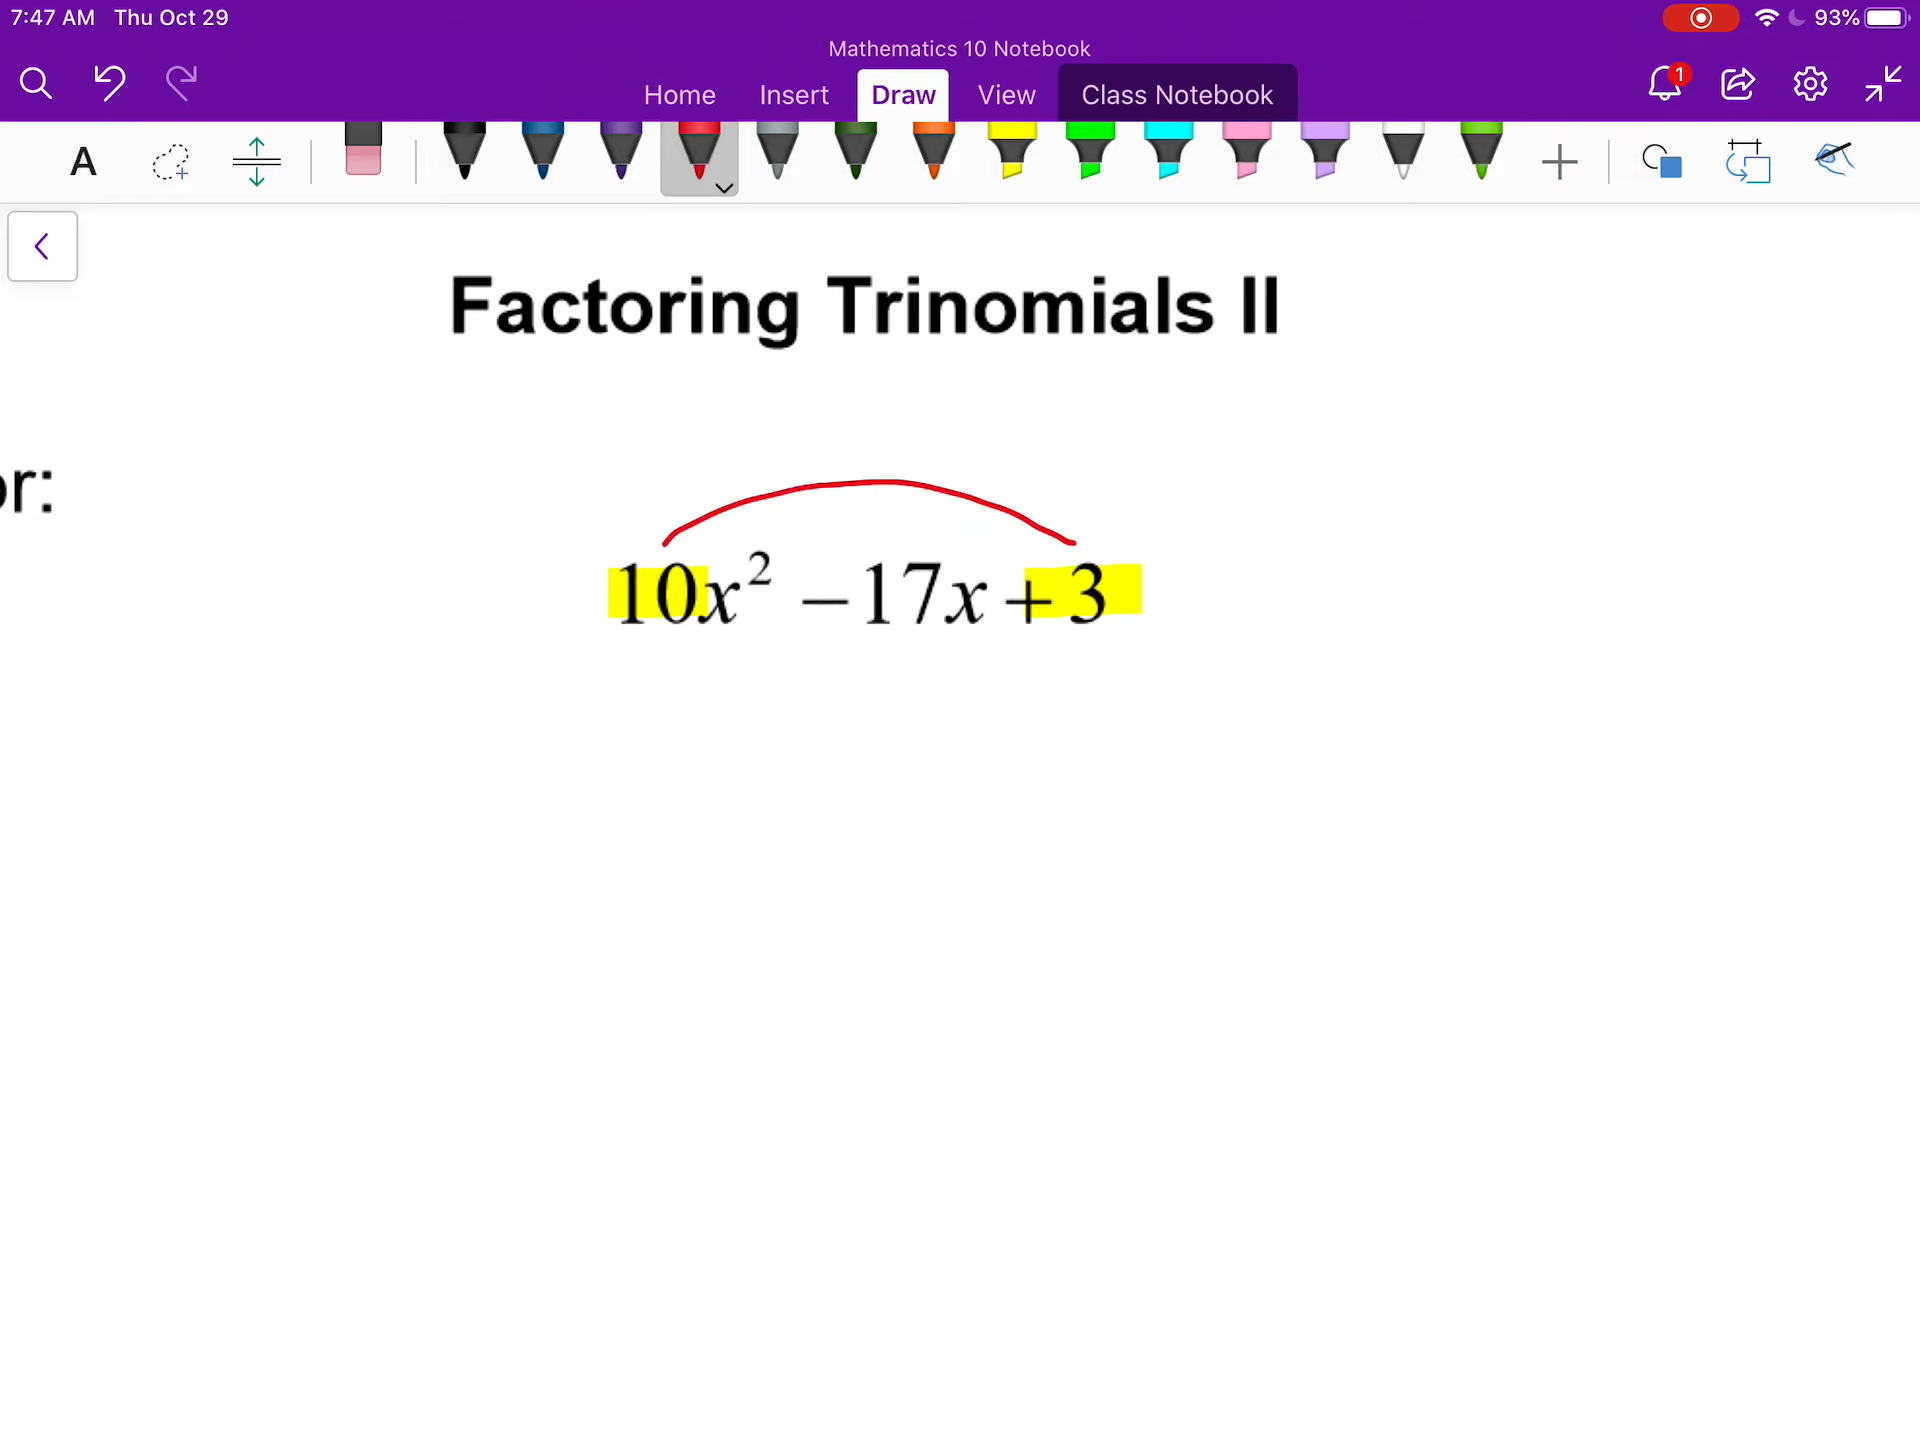 7:47 AM Thu Oct 29
93%
Mathematics 10 Notebook
Home Insert Draw View Class Notebook
1
A
Factoring Trinomials II
or:
10x² −17x +3